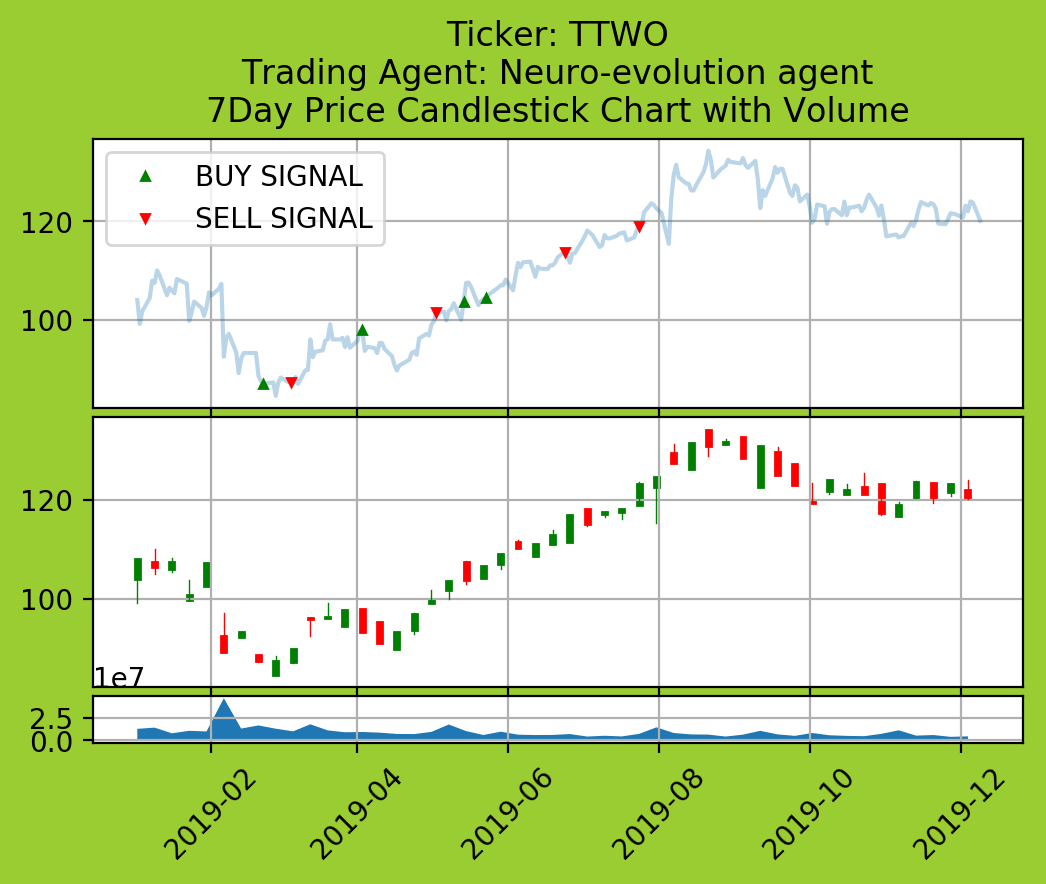 Ticker: TTWO
Trading Agent: Neuro-evolution agent
7Day Price Candlestick Chart with Volume
BUY SIGNAL
SELL SIGNAL
120
100
120
100
1e7
2.5
0.0
2019-02
2019-04
2019-06
2019-08
2019-10
2019-12